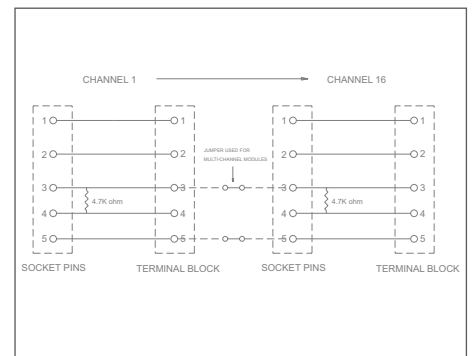 CHANNEL 1 CHANNEL 16
1 1 1 1
2 2 JUMPER USED FOR 2 2
MULTI-CHANNEL MODULES
3 3 3 3
4.7K ohm 4.7K ohm
4 4 4 4
5 5 5 5
SOCKET PINS TERMINAL BLOCK SOCKET PINS TERMINAL BLOCK